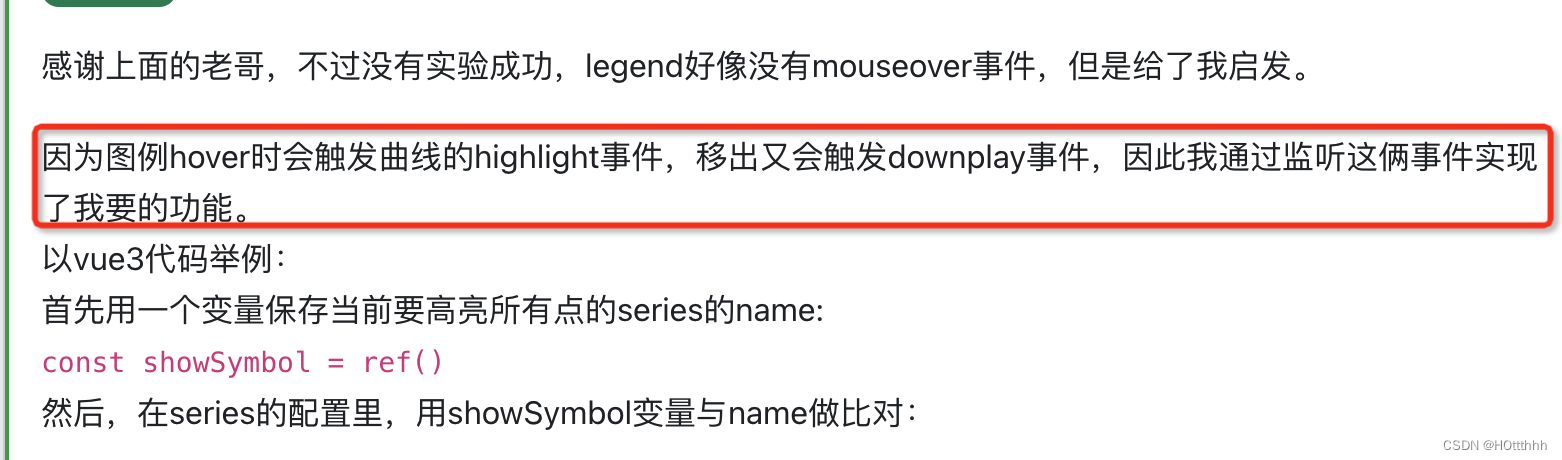 感谢上面的老哥，不过没有实验成功，legend好像没有mouseover事件，但是给了我启发。
因为图例hover时会触发曲线的highlight事件，移出又会触发downplay事件，因此我通过监听这俩事件实现
了我要的功能。
以vue3代码举例：
首先用一个变量保存当前要高亮所有点的series的name:
const showSymbol = ref()
然后，在series的配置里，用showSymbol变量与name做比对：
CSDN @HOttthhh